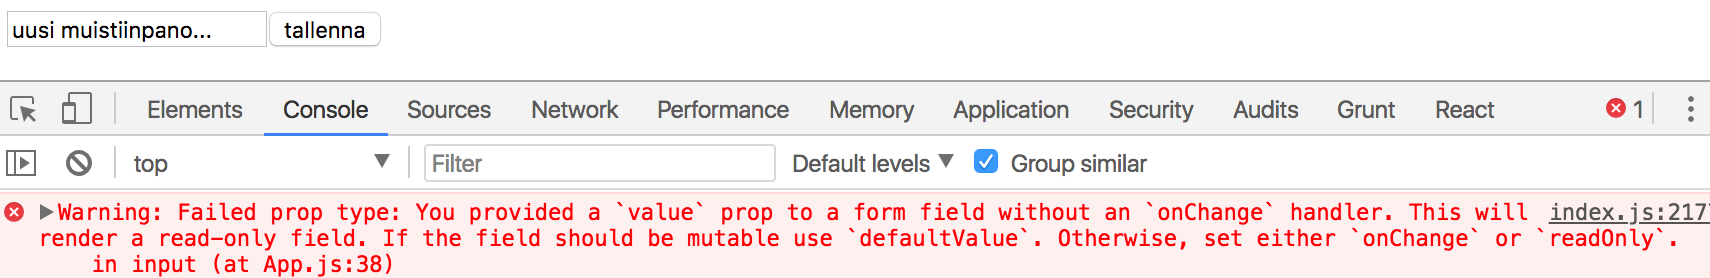 uusi muistiinpano... tallenna
Elements Console Sources Network Performance Memory Application Security Audits Grunt React 1
top Filter Default levels Group similar
Warning: Failed prop type: You provided a `value` prop to a form field without an `onChange` handler. This will index.js:217
render a read-only field. If the field should be mutable use `defaultValue`. Otherwise, set either `onChange` or `readOnly`.
in input (at App.js:38)